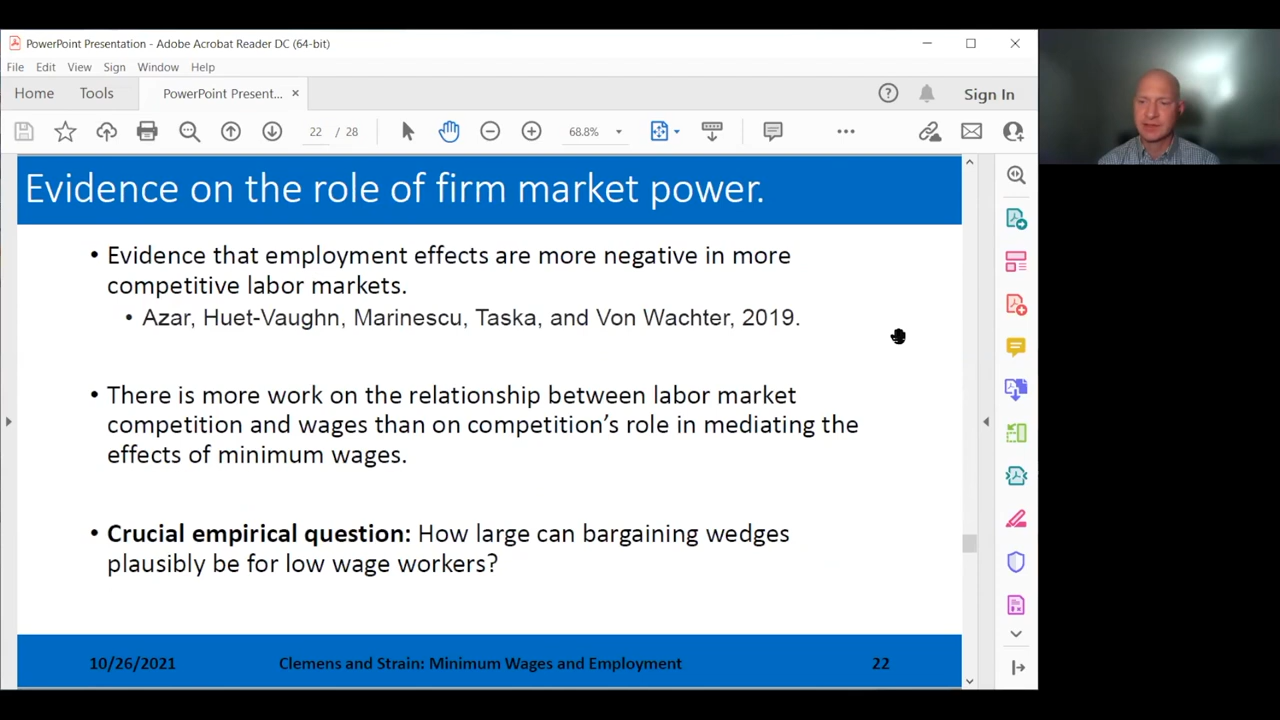 PowerPoint Presentation - Adobe Acrobat Reader DC (64-bit)
File Edit View Sign Window Help
Home Tools PowerPoint Present... × Sign In
22 / 28 68.8%
Evidence on the role of firm market power.
• Evidence that employment effects are more negative in more
competitive labor markets.
• Azar, Huet-Vaughn, Marinescu, Taska, and Von Wachter, 2019.
• There is more work on the relationship between labor market
competition and wages than on competition’s role in mediating the
effects of minimum wages.
• Crucial empirical question: How large can bargaining wedges
plausibly be for low wage workers?
10/26/2021 Clemens and Strain: Minimum Wages and Employment 22